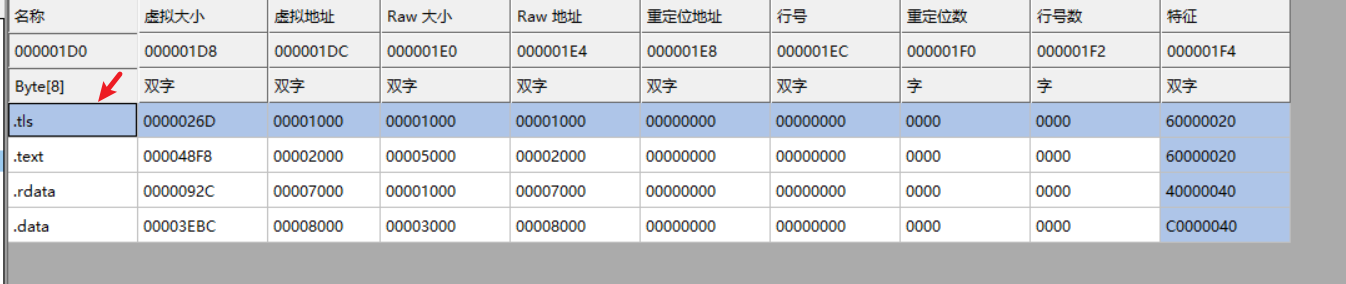 名称 虚拟大小 虚拟地址 Raw 大小 Raw 地址 重定位地址 行号 重定位数 行号数 特征
000001D0 000001D8 000001DC 000001E0 000001E4 000001E8 000001EC 000001F0 000001F2 000001F4
Byte[8] 双字 双字 双字 双字 双字 双字 字 字 双字
.tls 0000026D 00001000 00001000 00001000 00000000 00000000 0000 0000 60000020
.text 000048F8 00002000 00005000 00002000 00000000 00000000 0000 0000 60000020
.rdata 0000092C 00007000 00001000 00007000 00000000 00000000 0000 0000 40000040
.data 00003EBC 00008000 00003000 00008000 00000000 00000000 0000 0000 C0000040